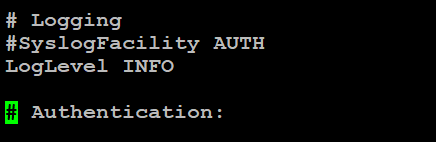 # Logging
#SyslogFacility AUTH
LogLevel INFO
# Authentication: